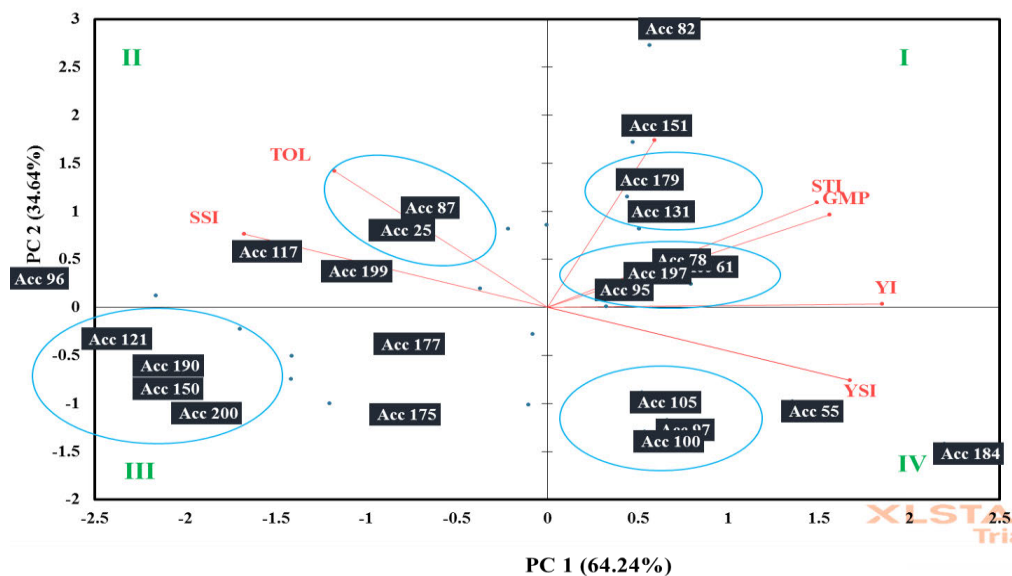 3
Acc 82
2.5
II
I
2
Acc 151
1.5
TOL
Acc 179
STI
GMP
1
Acc 87
Acc 131
Acc 25
SSI
0.5
Acc 117
Acc 78
61
Acc 199
Acc 197
Acc 96
Acc 95
YI
0
Acc 121
Acc 177
-0.5
Acc 190
Acc 150
YSI
-1
Acc 200
Acc 175
Acc 105
Acc 55
Acc 97
Acc 100
-1.5
III
IV
Acc 184
-2
-2.5
-2
-1.5
-1
-0.5
0
0.5
1
1.5
2
2.5
XLSTA
Tria
PC 1 (64.24%)
PC 2 (34.64%)